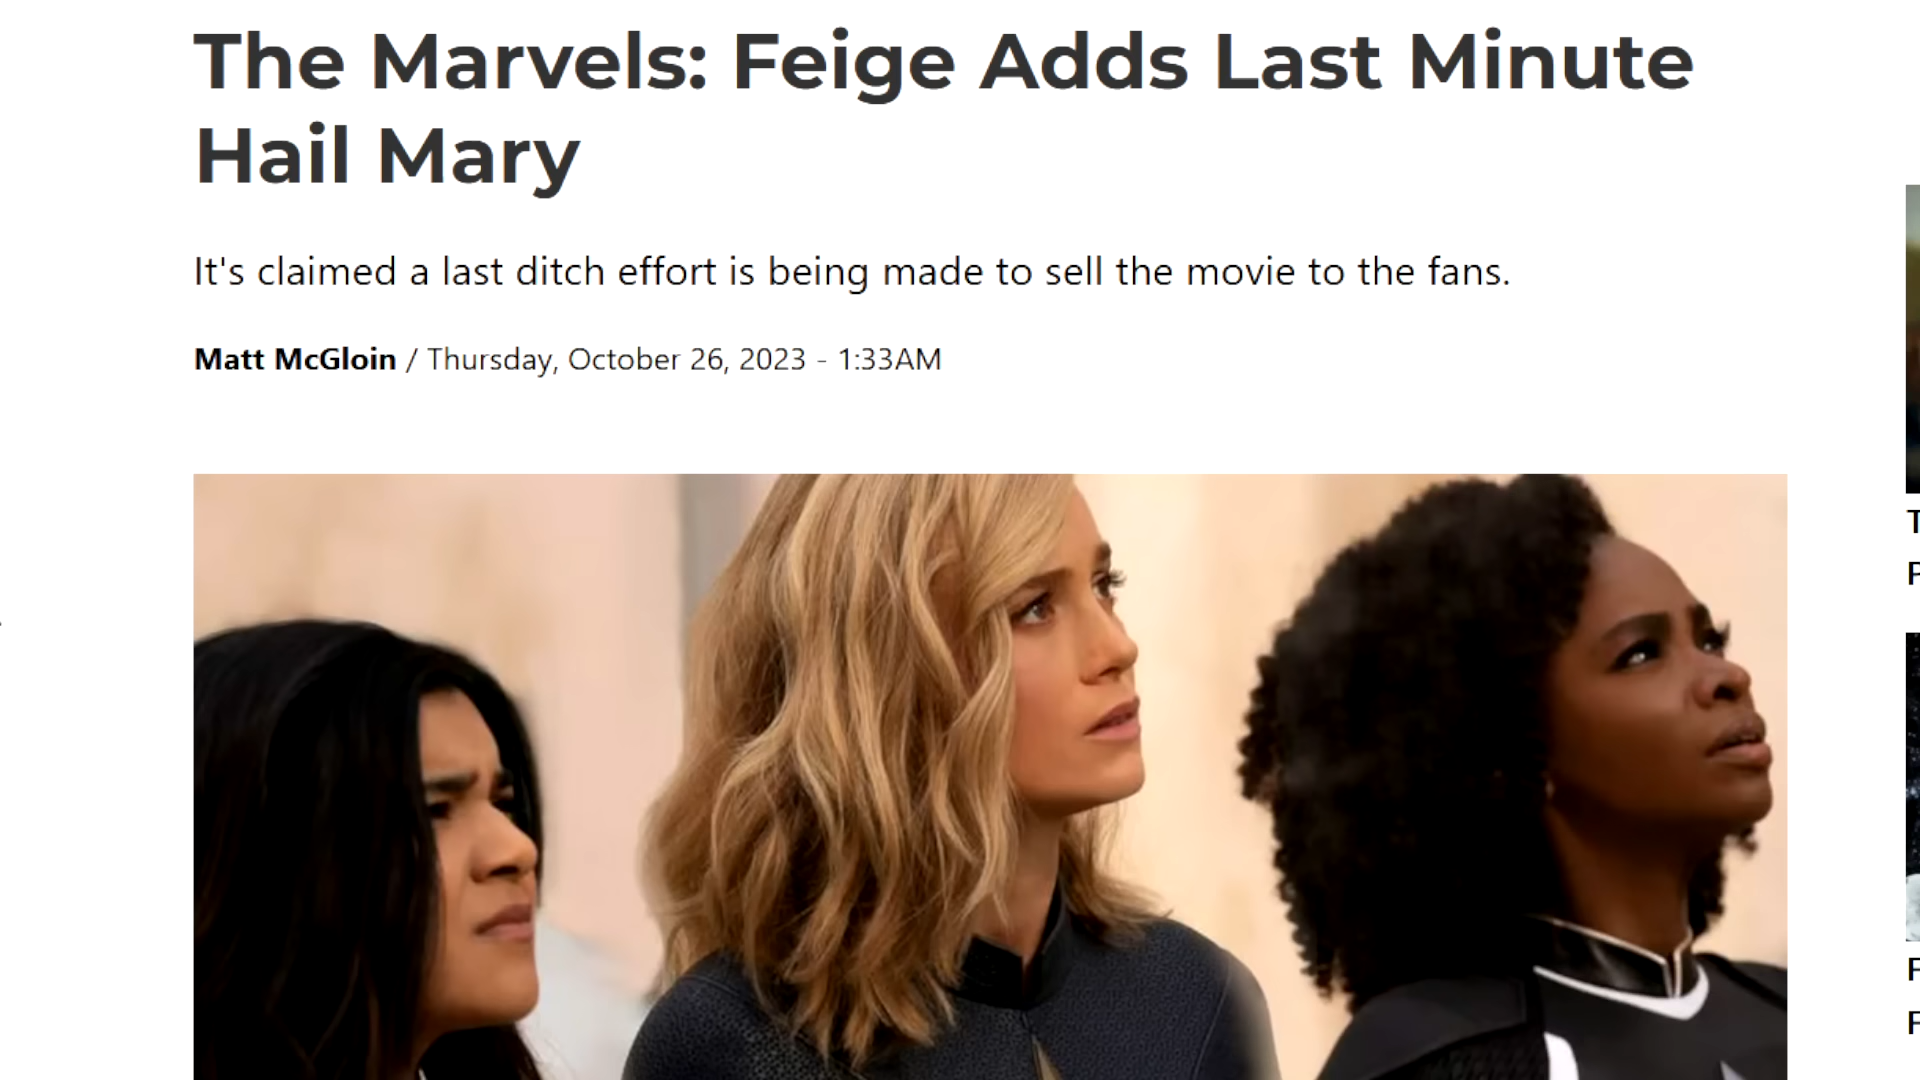 The Marvels: Feige Adds Last Minute
Hail Mary
It's claimed a last ditch effort is being made to sell the movie to the fans.
Matt McGloin / Thursday, October 26, 2023 - 1:33AM